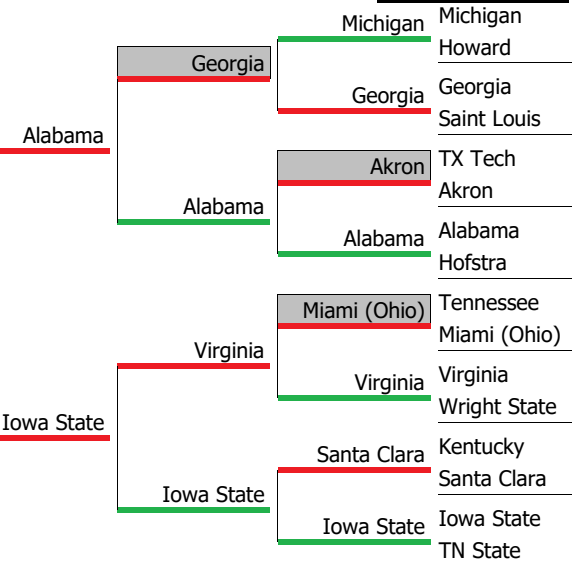 Michigan
Michigan
Howard
Georgia
Georgia
Georgia
Saint Louis
Alabama
TX Tech
Akron
Akron
Alabama
Alabama
Alabama
Hofstra
Tennessee
Miami (Ohio)
Miami (Ohio)
Virginia
Virginia
Virginia
Wright State
Iowa State
Kentucky
Santa Clara
Santa Clara
Iowa State
Iowa State
Iowa State
TN State